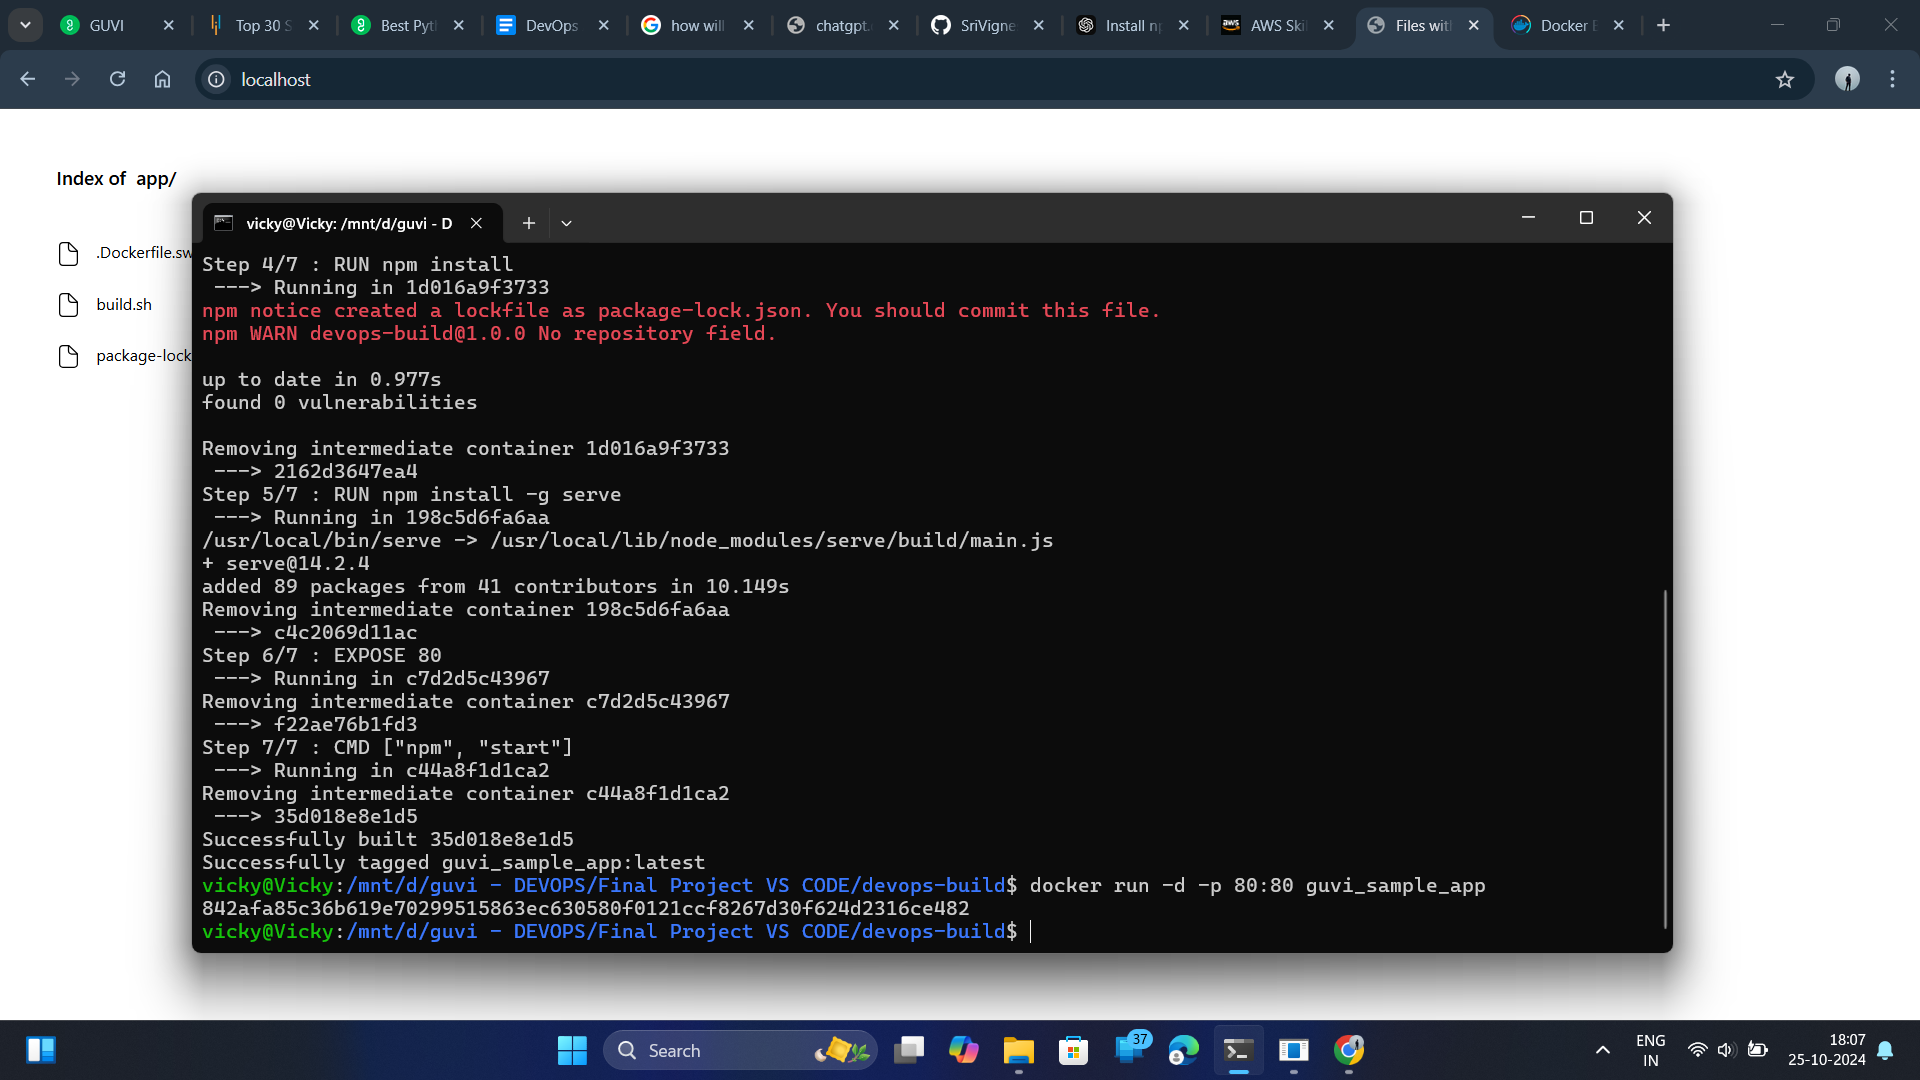 GUVI
Top 30 S
Best Pyt
DevOps
how will
chatgpt.
SriVigne
Install n
AWS Ski
Files wit
Docker
localhost
Index of app/
.Dockerfile.sw
build.sh
package-lock
vicky@Vicky: /mnt/d/guvi - D
Step 4/7 : RUN npm install
---> Running in 1d016a9f3733
npm notice created a lockfile as package-lock.json. You should commit this file.
npm WARN devops-build@1.0.0 No repository field.
up to date in 0.977s
found 0 vulnerabilities
Removing intermediate container 1d016a9f3733
---> 2162d3647ea4
Step 5/7 : RUN npm install -g serve
---> Running in 198c5d6fa6aa
/usr/local/bin/serve -> /usr/local/lib/node_modules/serve/build/main.js
+ serve@14.2.4
added 89 packages from 41 contributors in 10.149s
Removing intermediate container 198c5d6fa6aa
---> c4c2069d11ac
Step 6/7 : EXPOSE 80
---> Running in c7d2d5c43967
Removing intermediate container c7d2d5c43967
---> f22ae76b1fd3
Step 7/7 : CMD ["npm", "start"]
---> Running in c44a8f1d1ca2
Removing intermediate container c44a8f1d1ca2
---> 35d018e8e1d5
Successfully built 35d018e8e1d5
Successfully tagged guvi_sample_app:latest
vicky@Vicky:/mnt/d/guvi - DEVOPS/Final Project VS CODE/devops-build$ docker run -d -p 80:80 guvi_sample_app
842afa85c36b619e70299515863ec630580f0121ccf8267d30f624d2316ce482
vicky@Vicky:/mnt/d/guvi - DEVOPS/Final Project VS CODE/devops-build$
Search
37
ENG
IN
18:07
25-10-2024